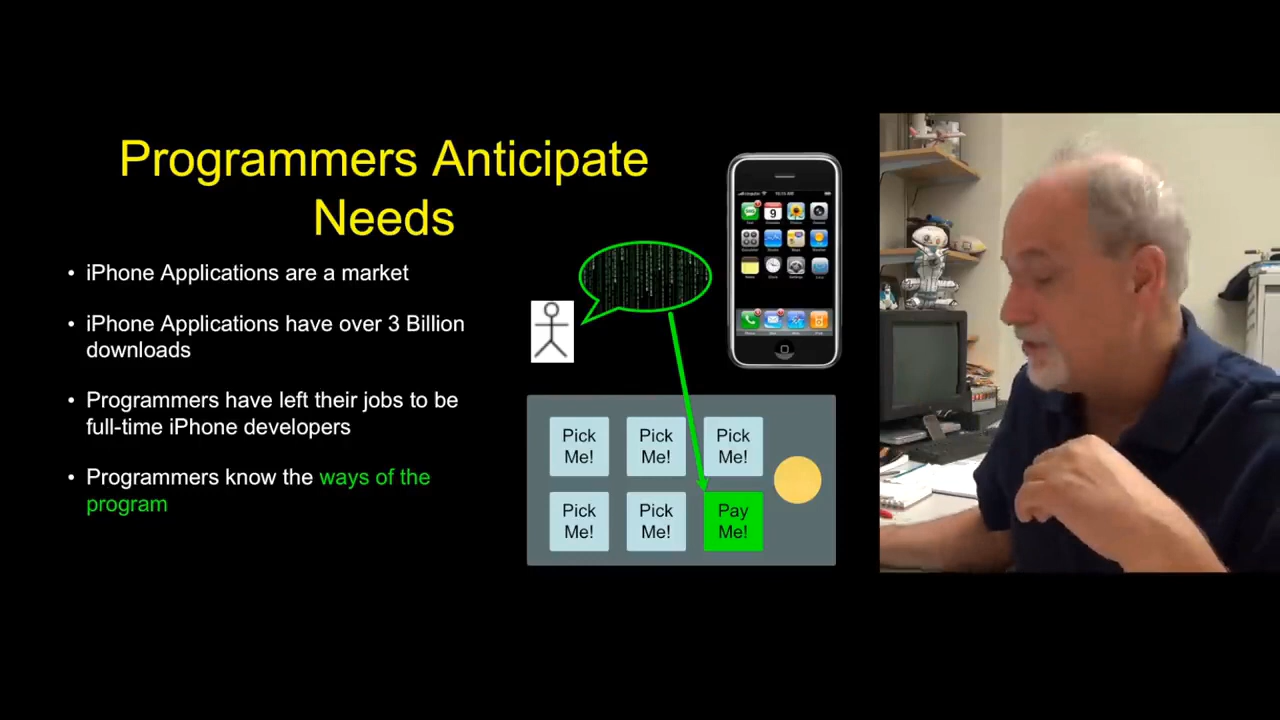 Programmers Anticipate
Needs
• iPhone Applications are a market
• iPhone Applications have over 3 Billion
downloads
• Programmers have left their jobs to be
full-time iPhone developers
• Programmers know the ways of the
program
9
Pick
Me!
Pick
Me!
Pick
Me!
Pick
Me!
Pick
Me!
Pay
Me!